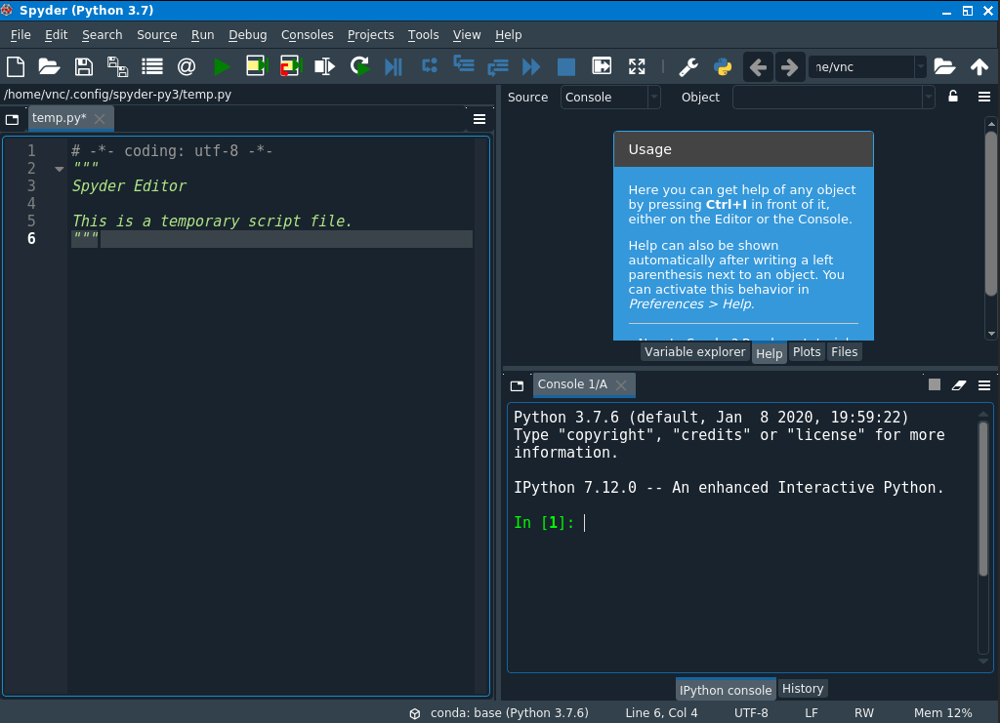 Spyder (Python 3.7)
File Edit Search Source Run Debug Consoles Projects Tools View Help
ne/vnc
/home/vnc/.config/spyder-py3/temp.py
temp.py*
1 # -*- coding: utf-8 -*-
2 """
3 Spyder Editor
4
5 This is a temporary script file.
6 """
Source Console Object
Usage
Here you can get help of any object
by pressing Ctrl+I in front of it,
either on the Editor or the Console.
Help can also be shown
automatically after writing a left
parenthesis next to an object. You
can activate this behavior in
Preferences > Help.
Variable explorer Help Plots Files
Console 1/A
Python 3.7.6 (default, Jan  8 2020, 19:59:22)
Type "copyright", "credits" or "license" for more
information.
IPython 7.12.0 -- An enhanced Interactive Python.
In [1]:
IPython console History
conda: base (Python 3.7.6) Line 6, Col 4 UTF-8 LF RW Mem 12%